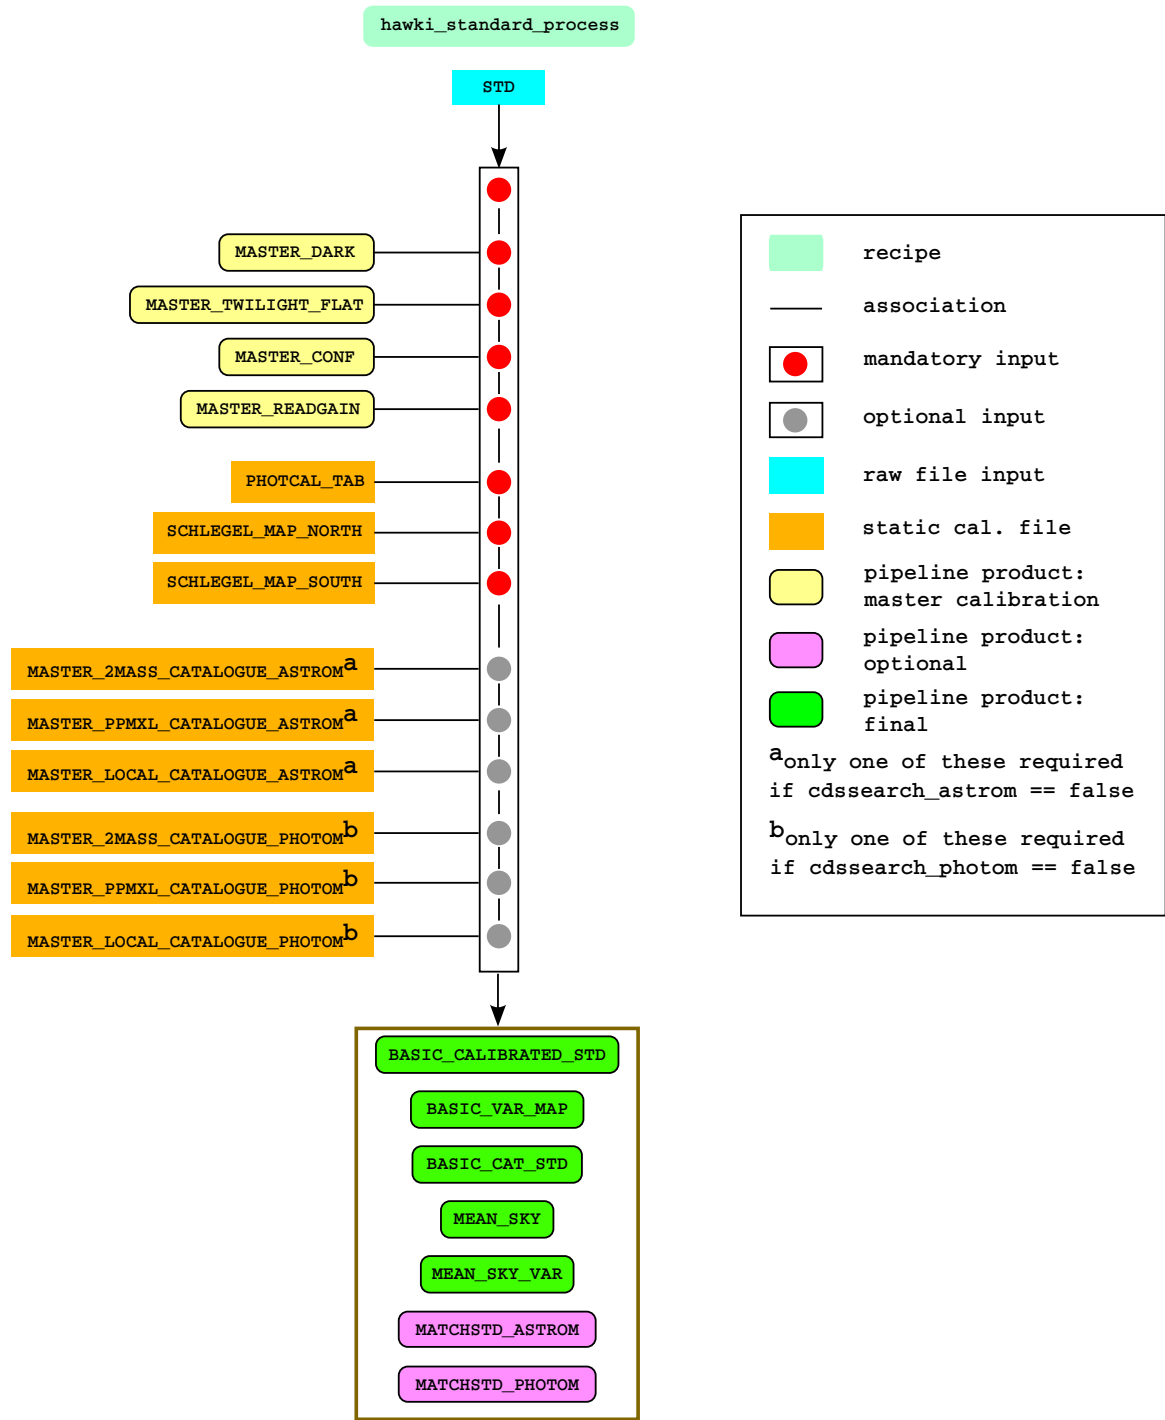 hawki_standard_process
STD
MASTER_DARK
MASTER_TWILIGHT_FLAT
MASTER_CONF
MASTER_READGAIN
PHOTCAL_TAB
SCHLEGEL_MAP_NORTH
SCHLEGEL_MAP_SOUTH
MASTER_2MASS_CATALOGUE_ASTROMa
MASTER_PPMXL_CATALOGUE_ASTROMa
MASTER_LOCAL_CATALOGUE_ASTROMa
MASTER_2MASS_CATALOGUE_PHOTOMb
MASTER_PPMXL_CATALOGUE_PHOTOMb
MASTER_LOCAL_CATALOGUE_PHOTOMb
BASIC_CALIBRATED_STD
BASIC_VAR_MAP
BASIC_CAT_STD
MEAN_SKY
MEAN_SKY_VAR
MATCHSTD_ASTROM
MATCHSTD_PHOTOM
recipe
association
mandatory input
optional input
raw file input
static cal. file
pipeline product:
master calibration
pipeline product:
optional
pipeline product:
final
aonly one of these required
if cdssearch_astrom == false
bonly one of these required
if cdssearch_photom == false